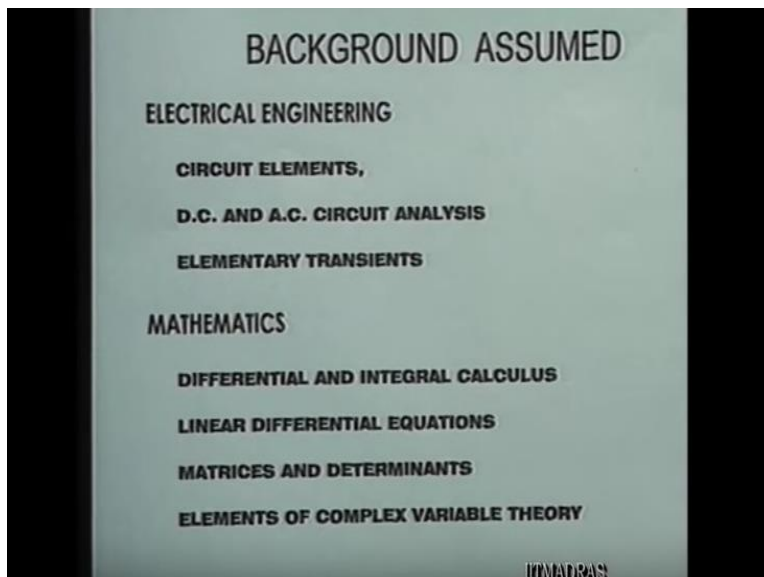 BACKGROUND ASSUMED
ELECTRICAL ENGINEERING
CIRCUIT ELEMENTS,
D.C. AND A.C. CIRCUIT ANALYSIS
ELEMENTARY TRANSIENTS
MATHEMATICS
DIFFERENTIAL AND INTEGRAL CALCULUS
LINEAR DIFFERENTIAL EQUATIONS
MATRICES AND DETERMINANTS
ELEMENTS OF COMPLEX VARIABLE THEORY
IITMADRAS